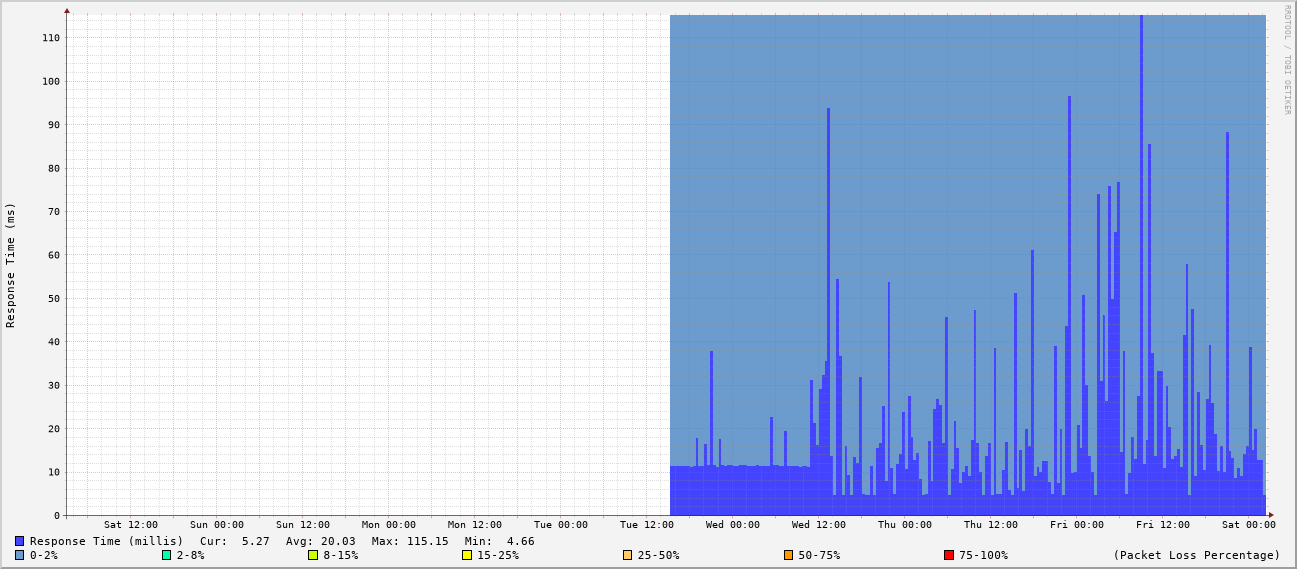 RRDTOOL / TOBI OETIKER
Response Time (ms)
110
100
90
80
70
60
50
40
30
20
10
0
Sat 12:00 Sun 00:00 Sun 12:00 Mon 00:00 Mon 12:00 Tue 00:00 Tue 12:00 Wed 00:00 Wed 12:00 Thu 00:00 Thu 12:00 Fri 00:00 Fri 12:00 Sat 00:00
Response Time (millis) Cur: 5.27 Avg: 20.03 Max: 115.15 Min: 4.66
0-2% 2-8% 8-15% 15-25% 25-50% 50-75% 75-100% (Packet Loss Percentage)